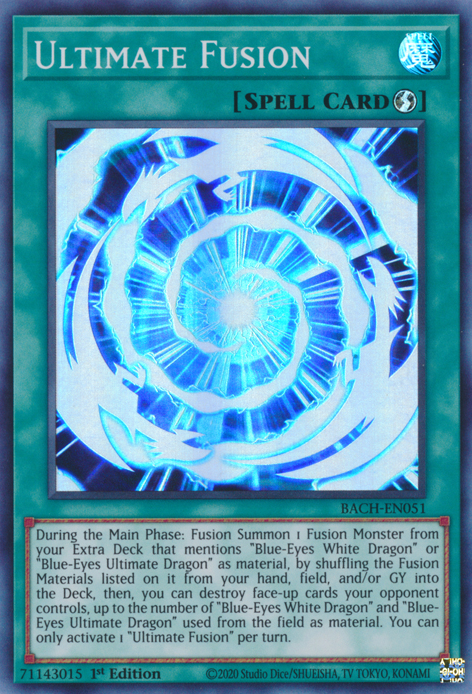 ULTIMATE FUSION
SPELL
魔
[SPELL CARD]
BACH-EN051
During the Main Phase: Fusion Summon 1 Fusion Monster from
your Extra Deck that mentions "Blue-Eyes White Dragon" or
"Blue-Eyes Ultimate Dragon" as material, by shuffling the Fusion
Materials listed on it from your hand, field, and/or GY into
the Deck, then, you can destroy face-up cards your opponent
controls, up to the number of "Blue-Eyes White Dragon" and "Blue-
Eyes Ultimate Dragon" used from the field as material. You can
only activate 1 "Ultimate Fusion" per turn.
71143015 1st Edition ©2020 Studio Dice/SHUEISHA, TV TOKYO, KONAMI